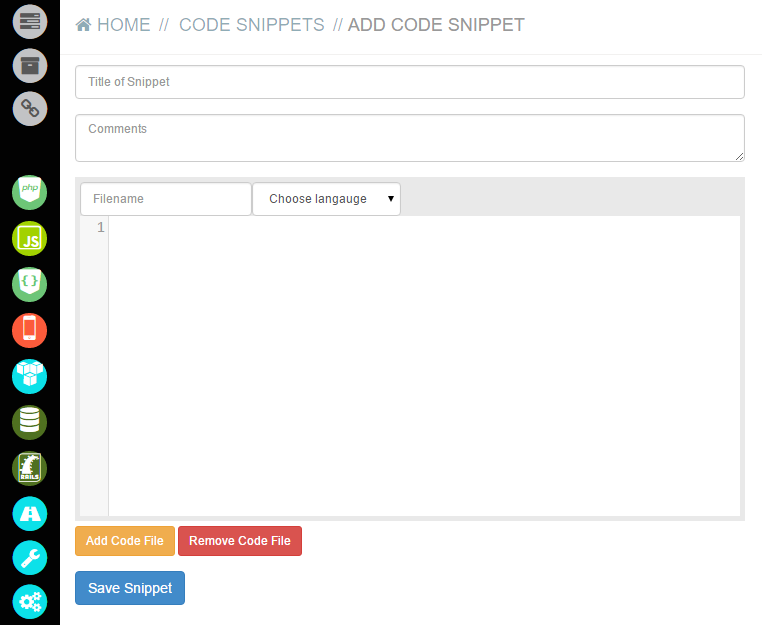 HOME // CODE SNIPPETS // ADD CODE SNIPPET
Title of Snippet
Comments
Filename
Choose langauge
1
php
JS
{ }
RAILS
Add Code File
Remove Code File
Save Snippet